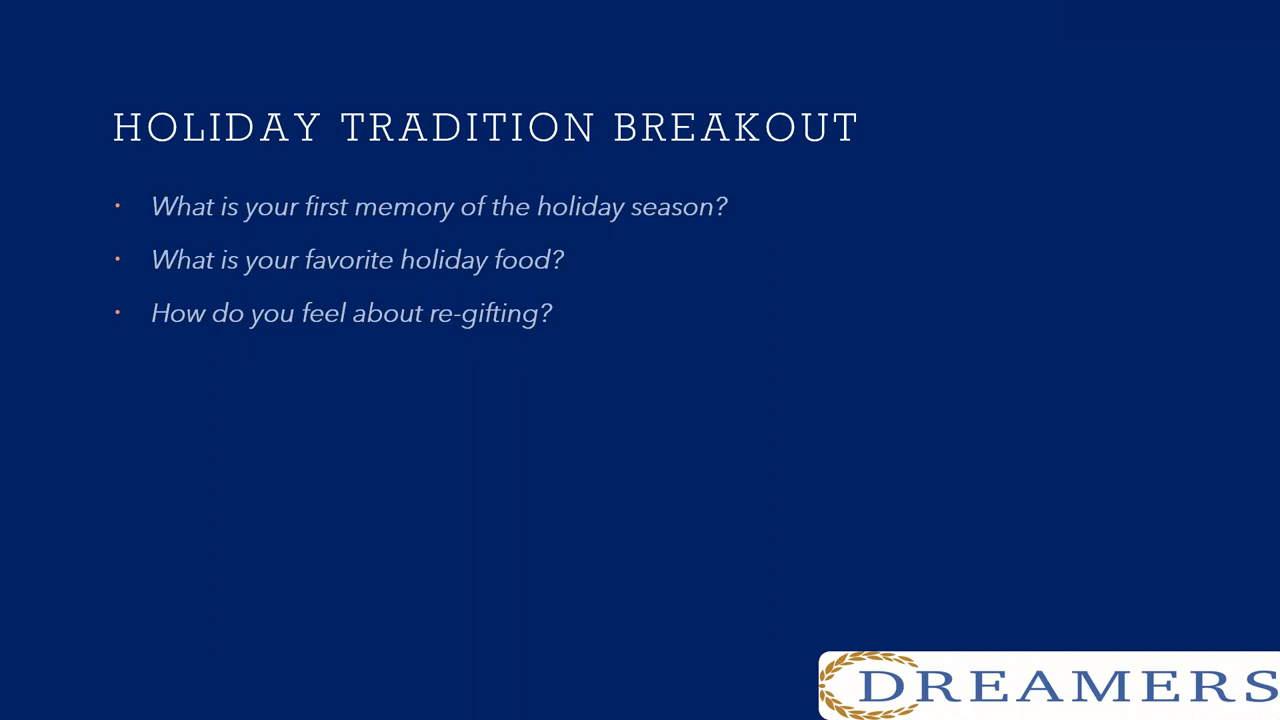 HOLIDAY TRADITION BREAKOUT
What is your first memory of the holiday season?
What is your favorite holiday food?
How do you feel about re-gifting?
DREAMERS